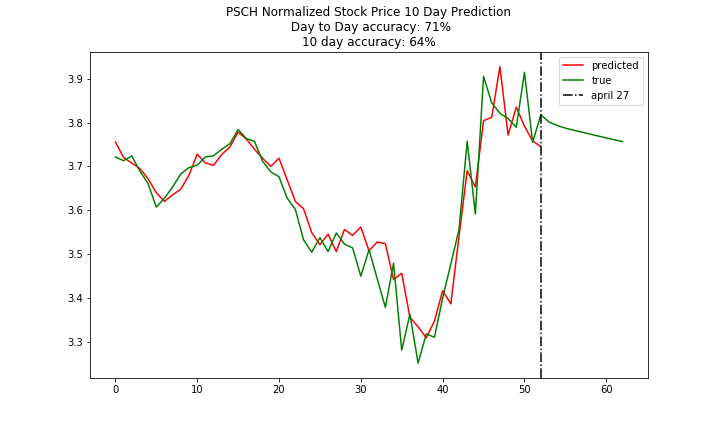 PSCH Normalized Stock Price 10 Day Prediction
Day to Day accuracy: 71%
10 day accuracy: 64%
predicted
true
april 27
3.9
3.8
3.7
3.6
3.5
3.4
3.3
0 10 20 30 40 50 60